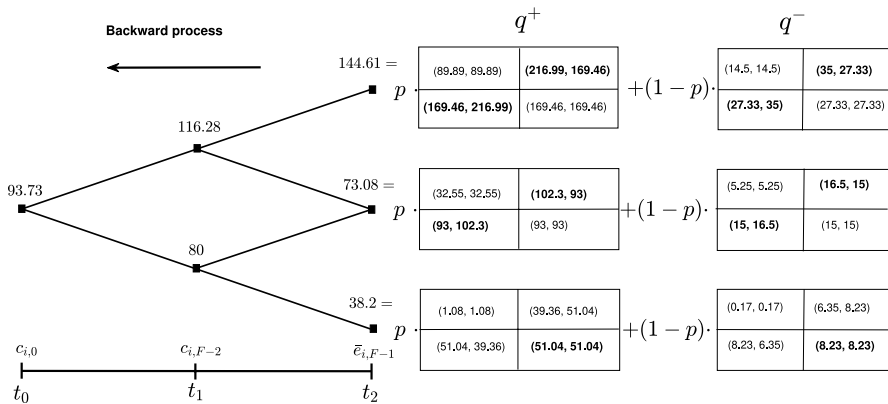 q⁺ q⁻
Backward process
144.61 = p · (89.89, 89.89) (216.99, 169.46) +(1 − p)· (14.5, 14.5) (35, 27.33)
(169.46, 216.99) (169.46, 169.46) (27.33, 35) (27.33, 27.33)
116.28
93.73
73.08 = p · (32.55, 32.55) (102.3, 93) +(1 − p)· (5.25, 5.25) (16.5, 15)
(93, 102.3) (93, 93) (15, 16.5) (15, 15)
80
38.2 = p · (1.08, 1.08) (39.36, 51.04) +(1 − p)· (0.17, 0.17) (6.35, 8.23)
(51.04, 39.36) (51.04, 51.04) (8.23, 6.35) (8.23, 8.23)
c_{i,0} c_{i,F−2} ē_{i,F−1}
t₀ t₁ t₂